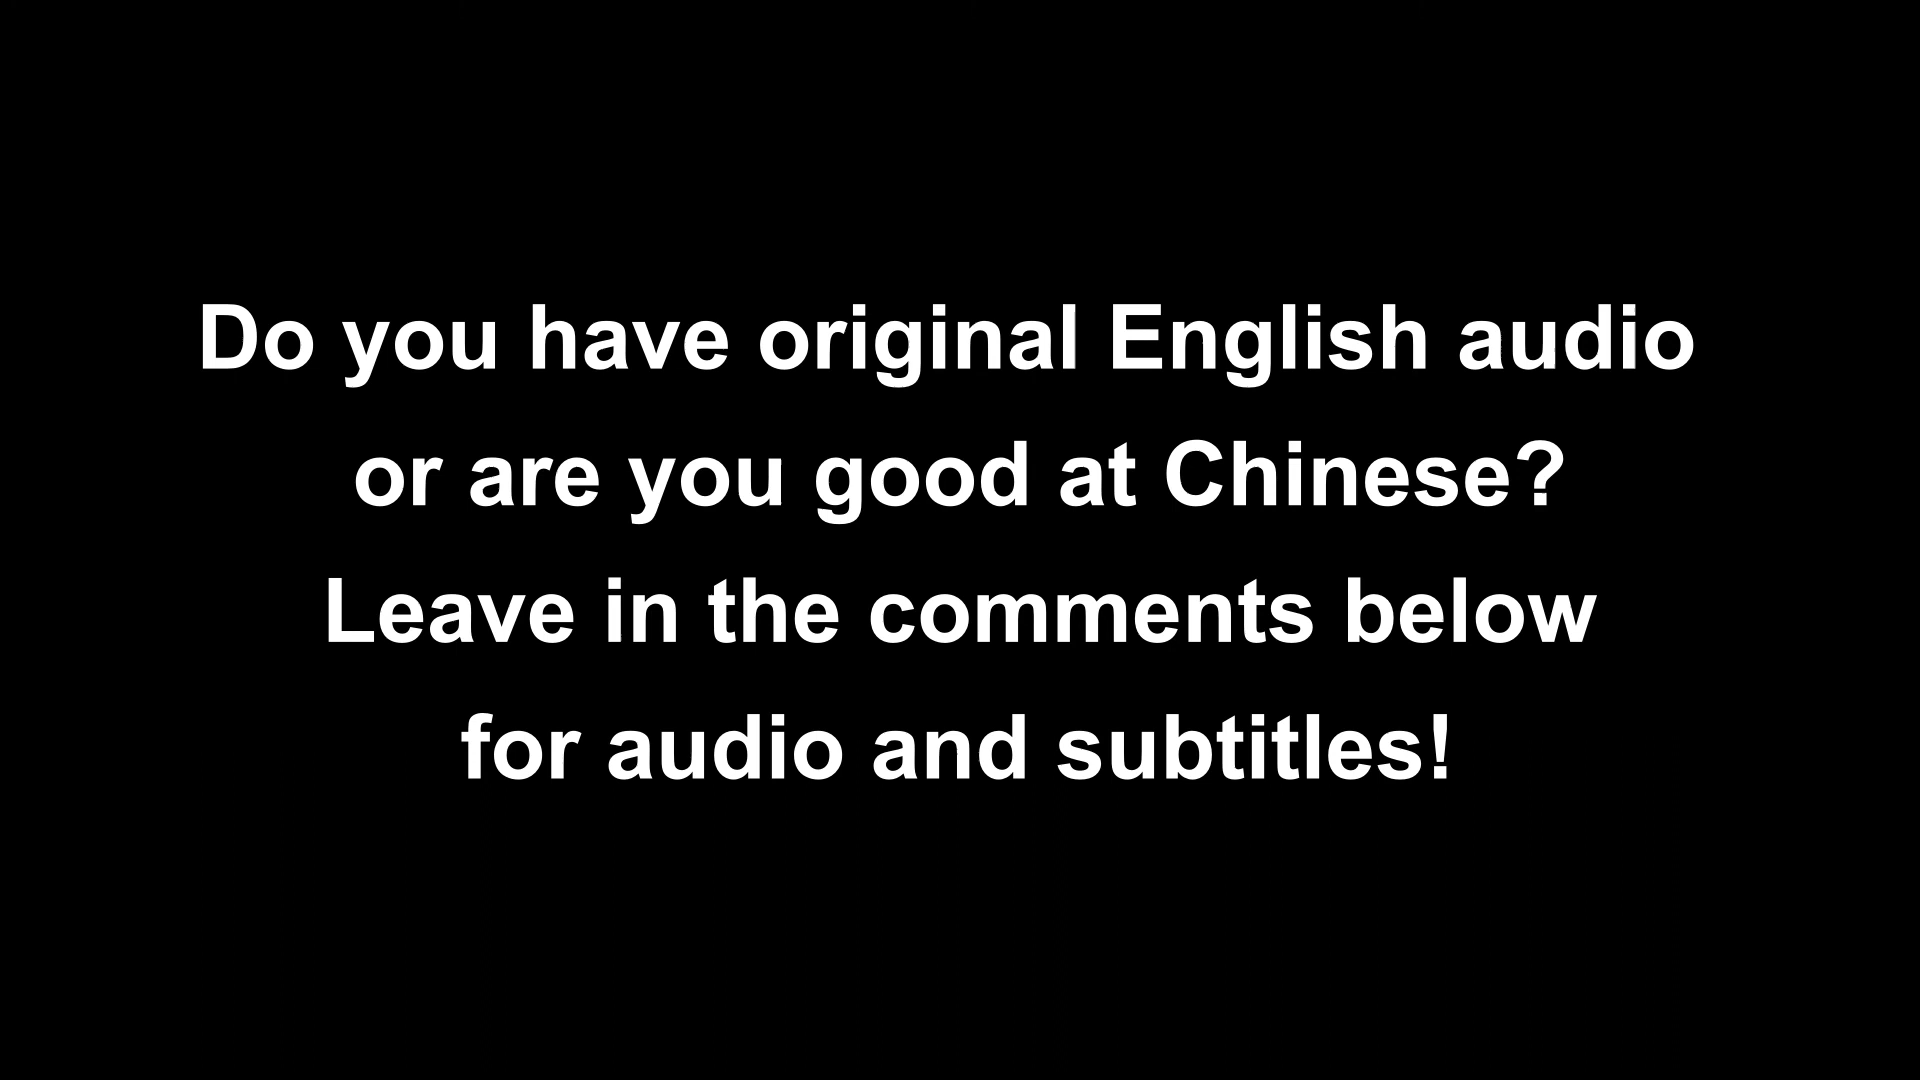 Do you have original English audio
or are you good at Chinese?
Leave in the comments below
for audio and subtitles!